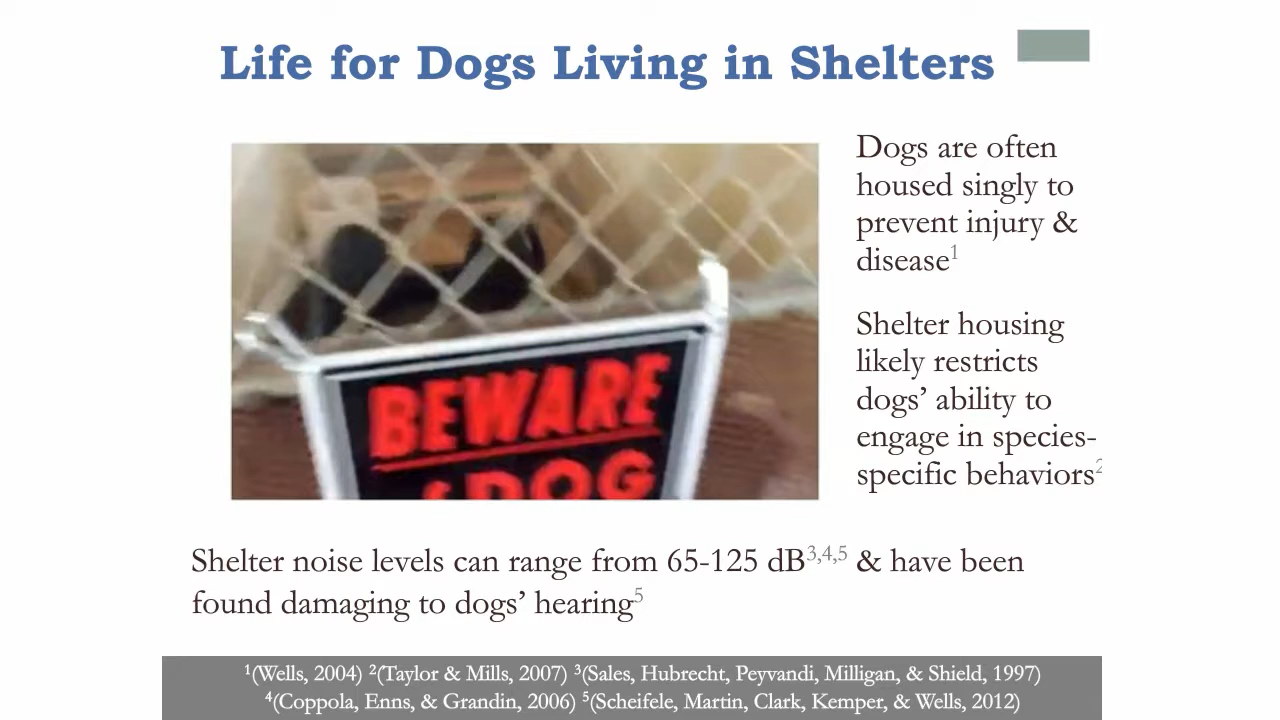 Life for Dogs Living in Shelters
Dogs are often
housed singly to
prevent injury &
disease¹
Shelter housing
likely restricts
dogs’ ability to
engage in species-
specific behaviors²
BEWARE
DOG
Shelter noise levels can range from 65-125 dB³,⁴,⁵ & have been
found damaging to dogs’ hearing⁵
¹(Wells, 2004) ²(Taylor & Mills, 2007) ³(Sales, Hubrecht, Peyvandi, Milligan, & Shield, 1997)
⁴(Coppola, Enns, & Grandin, 2006) ⁵(Scheifele, Martin, Clark, Kemper, & Wells, 2012)